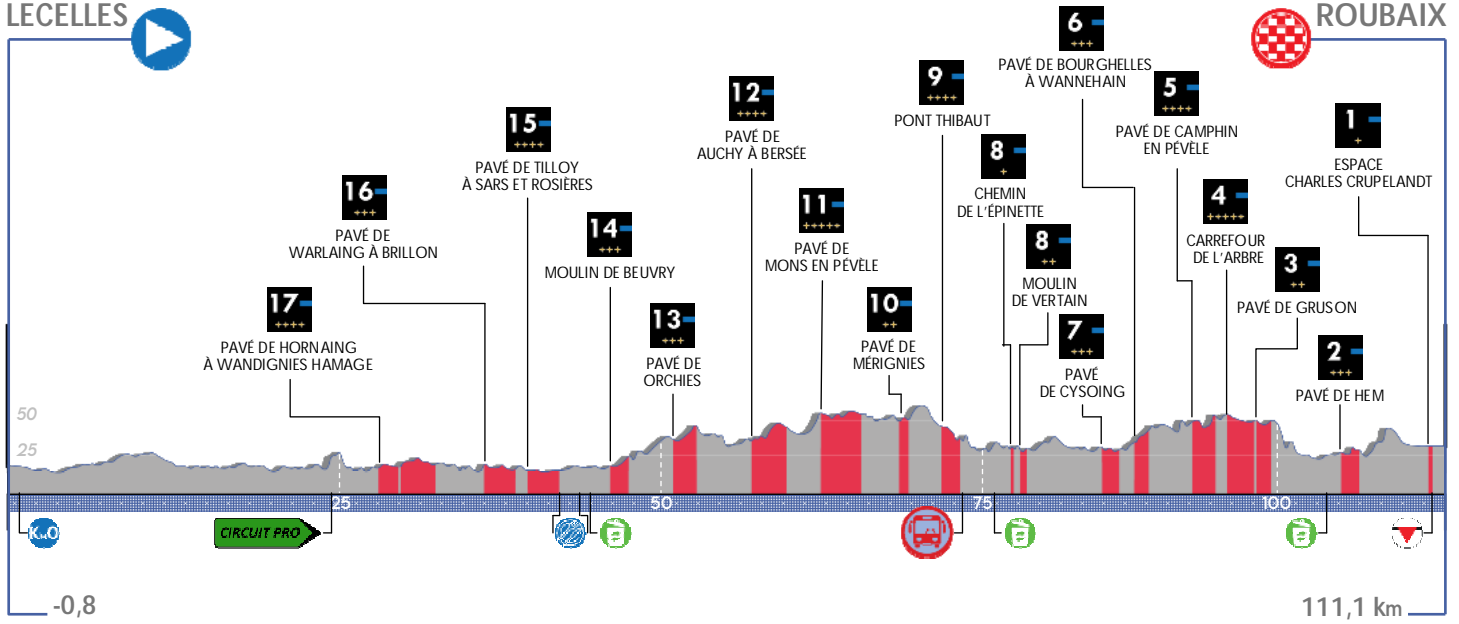 LECELLES
ROUBAIX
17
++++
PAVÉ DE HORNAING
À WANDIGNIES HAMAGE
16
+++
PAVÉ DE
WARLAING À BRILLON
15
++++
PAVÉ DE TILLOY
À SARS ET ROSIÈRES
14
+++
MOULIN DE BEUVRY
13
+++
PAVÉ DE
ORCHIES
12
++++
PAVÉ DE
AUCHY À BERSÉE
11
+++++
PAVÉ DE
MONS EN PÉVÈLE
10
++
PAVÉ DE
MÉRIGNIES
9
++++
PONT THIBAUT
8
+
CHEMIN
DE L'ÉPINETTE
8
++
MOULIN
DE VERTAIN
7
+++
PAVÉ
DE CYSOING
6
+++
PAVÉ DE BOURGHELLES
À WANNEHAIN
5
++++
PAVÉ DE CAMPHIN
EN PÉVÈLE
4
+++++
CARREFOUR
DE L'ARBRE
3
++
PAVÉ DE GRUSON
2
+++
PAVÉ DE HEM
1
+
ESPACE
CHARLES CRUPELANDT
50
25
25
50
75
100
KM0
CIRCUIT PRO
-0,8
111,1 km